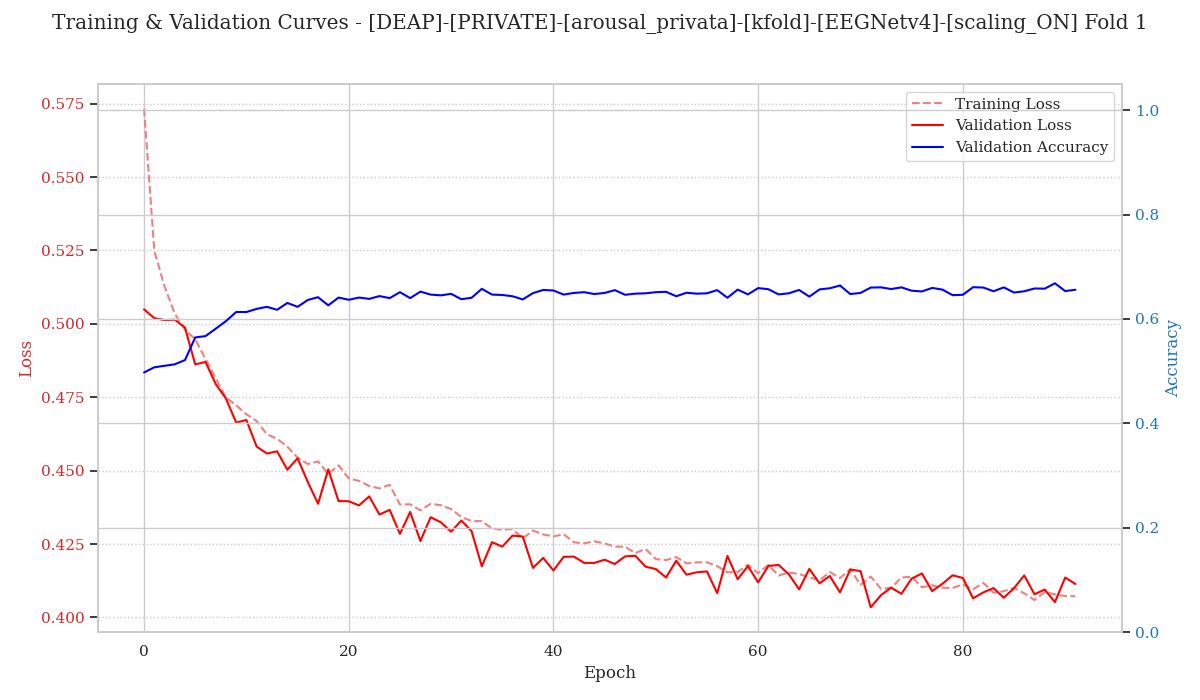 Training & Validation Curves - [DEAP]-[PRIVATE]-[arousal_privata]-[kfold]-[EEGNetv4]-[scaling_ON] Fold 1
Training Loss
Validation Loss
Validation Accuracy
0.575
0.550
0.525
0.500
0.475
0.450
0.425
0.400
Loss
1.0
0.8
0.6
0.4
0.2
0.0
Accuracy
0
20
40
60
80
Epoch